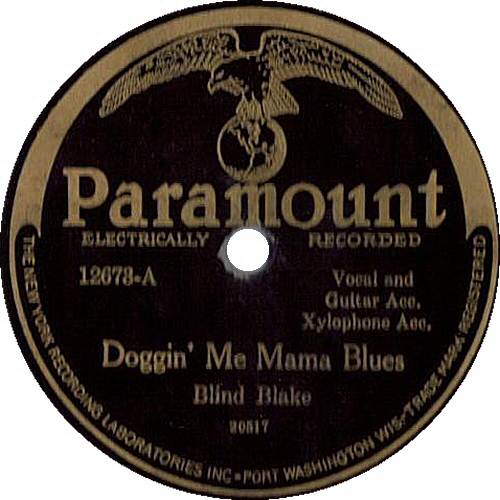 Paramount
ELECTRICALLY RECORDED
12673-A
Vocal and
Guitar Acc.
Xylophone Acc.
Doggin' Me Mama Blues
Blind Blake
20517
THE NEW YORK RECORDING LABORATORIES INC-PORT WASHINGTON WIS.-TRADE MARK REGISTERED